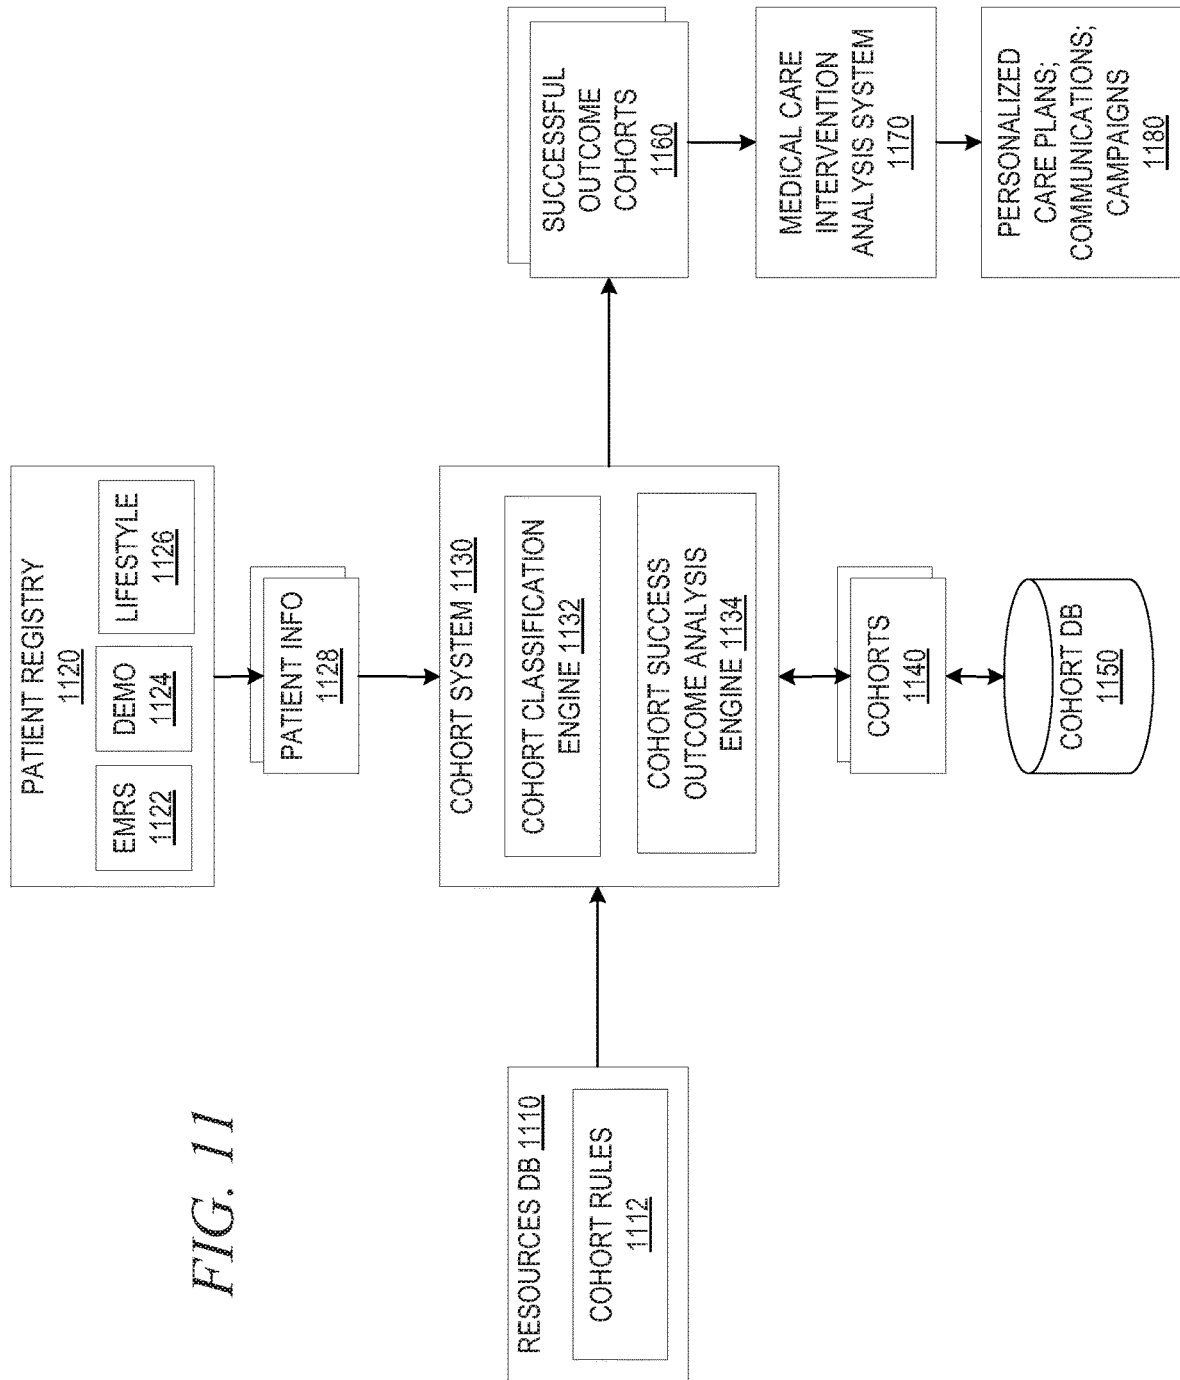 PATIENT REGISTRY
1120
EMRS
1122
DEMO
1124
LIFESTYLE
1126
PATIENT INFO
1128
RESOURCES DB 1110
COHORT RULES
1112
COHORT SYSTEM 1130
COHORT CLASSIFICATION
ENGINE 1132
COHORT SUCCESS
OUTCOME ANALYSIS
ENGINE 1134
COHORTS
1140
COHORT DB
1150
SUCCESSFUL
OUTCOME
COHORTS
1160
MEDICAL CARE
INTERVENTION
ANALYSIS SYSTEM
1170
PERSONALIZED
CARE PLANS;
COMMUNICATIONS;
CAMPAIGNS
1180
FIG. 11